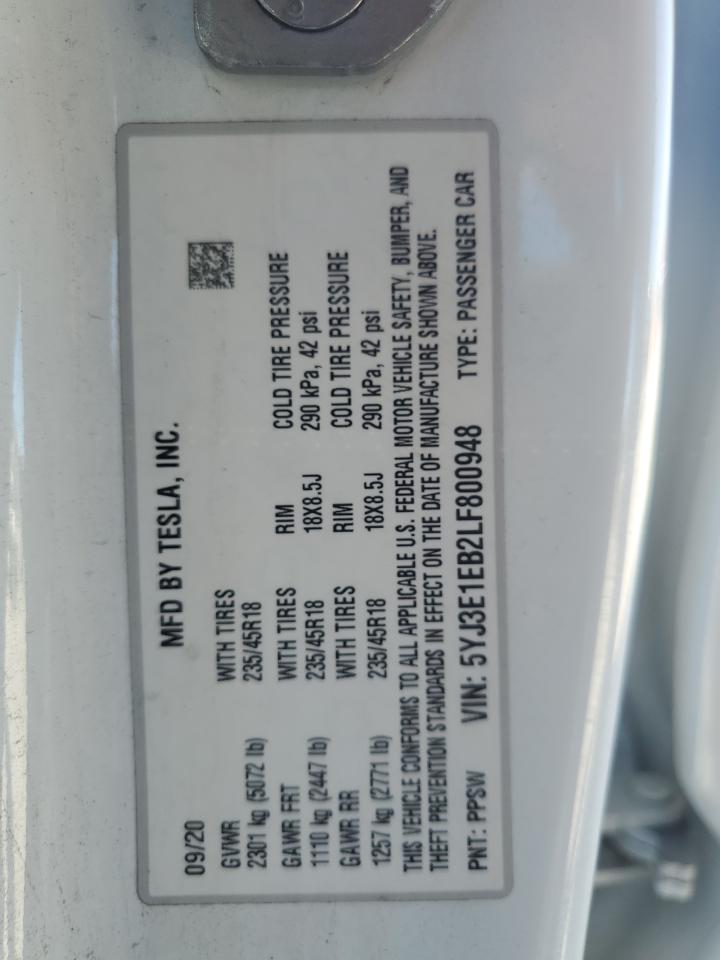 MFD BY TESLA, INC.
09/20
GVWR WITH TIRES
2301 kg (5072 lb) 235/45R18
GAWR FRT WITH TIRES RIM COLD TIRE PRESSURE
1110 kg (2447 lb) 235/45R18 18X8.5J 290 kPa, 42 psi
GAWR RR WITH TIRES RIM COLD TIRE PRESSURE
1257 kg (2771 lb) 235/45R18 18X8.5J 290 kPa, 42 psi
THIS VEHICLE CONFORMS TO ALL APPLICABLE U.S. FEDERAL MOTOR VEHICLE SAFETY, BUMPER, AND
THEFT PREVENTION STANDARDS IN EFFECT ON THE DATE OF MANUFACTURE SHOWN ABOVE.
PNT: PPSW VIN: 5YJ3E1EB2LF800948 TYPE: PASSENGER CAR